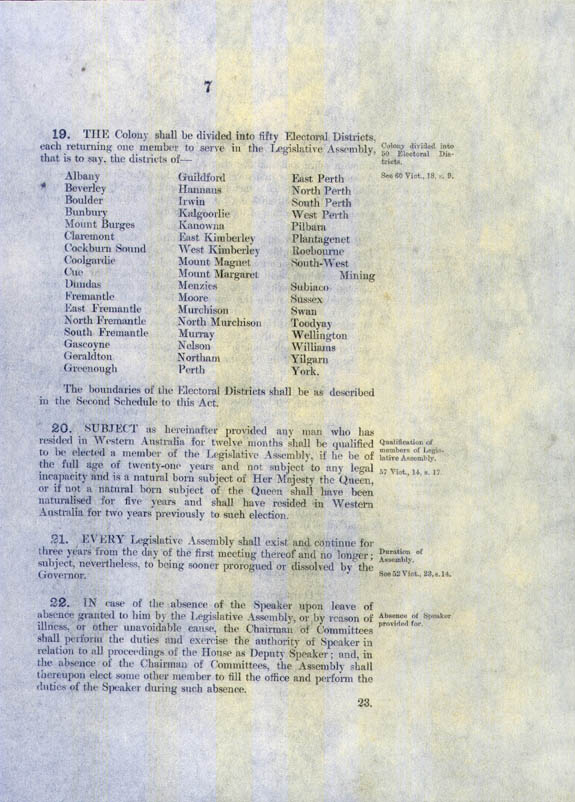 7
19. THE Colony shall be divided into fifty Electoral Districts,
each returning one member to serve in the Legislative Assembly,
that is to say, the districts of—
Colony divided into
50 Electoral Dis-
tricts.
See 60 Vict., 18, s. 9.
Albany
Beverley
Boulder
Bunbury
Mount Burges
Claremont
Cockburn Sound
Coolgardie
Cue
Dundas
Fremantle
East Fremantle
North Fremantle
South Fremantle
Gascoyne
Geraldton
Greenough
Guildford
Hannans
Irwin
Kalgoorlie
Kanowna
East Kimberley
West Kimberley
Mount Magnet
Mount Margaret
Menzies
Moore
Murchison
North Murchison
Murray
Nelson
Northam
Perth
East Perth
North Perth
South Perth
West Perth
Pilbara
Plantagenet
Roebourne
South-West
Mining
Subiaco
Sussex
Swan
Toodyay
Wellington
Williams
Yilgarn
York.
The boundaries of the Electoral Districts shall be as described
in the Second Schedule to this Act.
20. SUBJECT as hereinafter provided any man who has
resided in Western Australia for twelve months shall be qualified
to be elected a member of the Legislative Assembly, if he be of
the full age of twenty-one years and not subject to any legal
incapacity and is a natural born subject of Her Majesty the Queen,
or if not a natural born subject of the Queen shall have been
naturalised for five years and shall have resided in Western
Australia for two years previously to such election.
Qualification of
members of Legis-
lative Assembly.
57 Vict., 14, s. 17.
21. EVERY Legislative Assembly shall exist and continue for
three years from the day of the first meeting thereof and no longer;
subject, nevertheless, to being sooner prorogued or dissolved by the
Governor.
Duration of
Assembly.
See 52 Vict., 23, s. 14.
22. IN case of the absence of the Speaker upon leave of
absence granted to him by the Legislative Assembly, or by reason of
illness, or other unavoidable cause, the Chairman of Committees
shall perform the duties and exercise the authority of Speaker in
relation to all proceedings of the House as Deputy Speaker; and, in
the absence of the Chairman of Committees, the Assembly shall
thereupon elect some other member to fill the office and perform the
duties of the Speaker during such absence.
Absence of Speaker
provided for.
23.